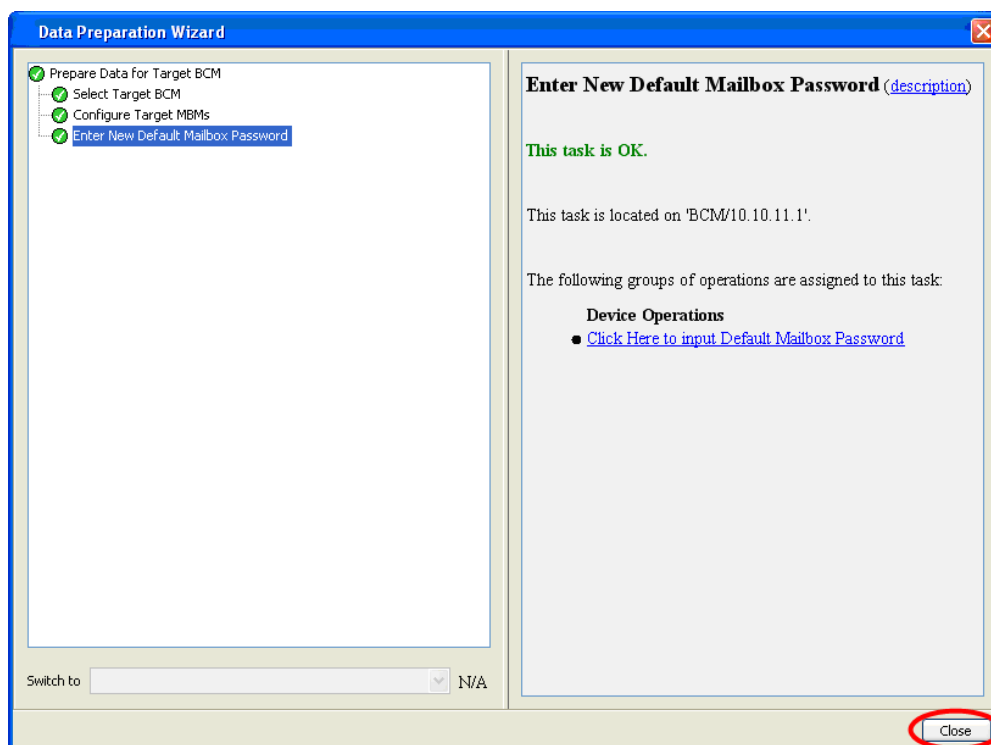 Data Preparation Wizard
Prepare Data for Target BCM
Select Target BCM
Configure Target MBMs
Enter New Default Mailbox Password
Switch to
N/A
Enter New Default Mailbox Password (description)
This task is OK.
This task is located on 'BCM/10.10.11.1'.
The following groups of operations are assigned to this task:
Device Operations
Click Here to input Default Mailbox Password
Close